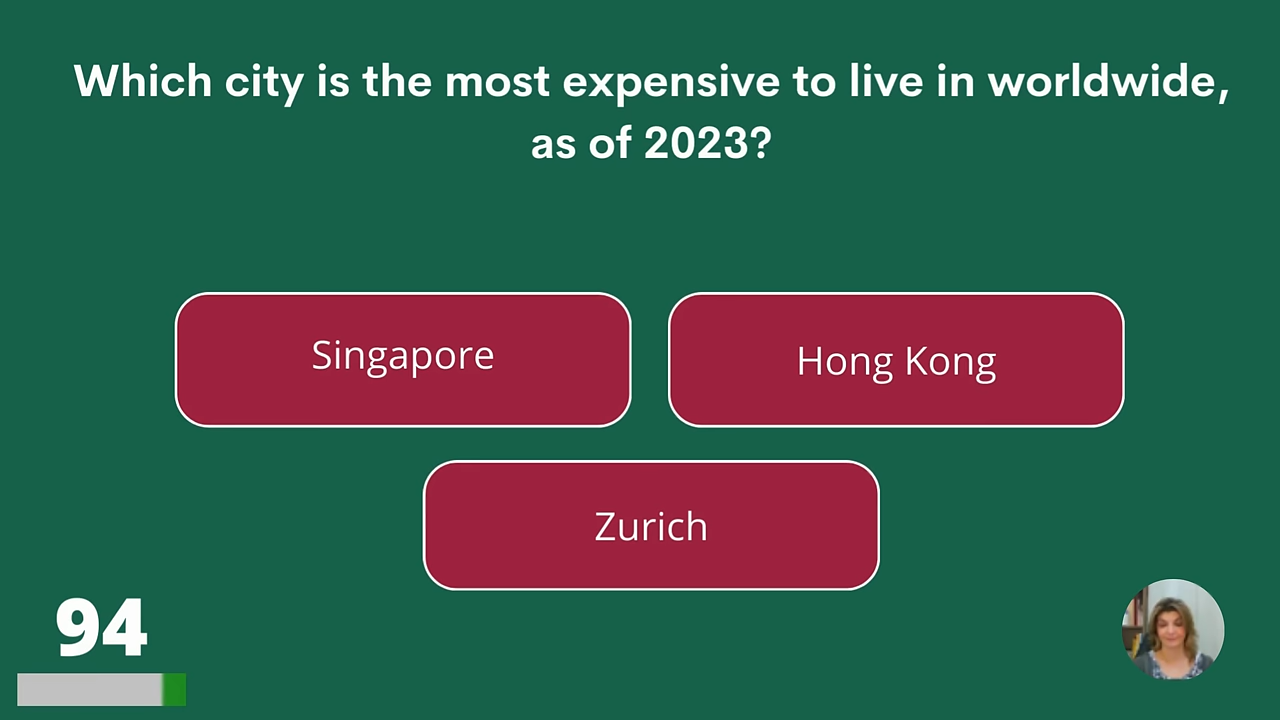 Which city is the most expensive to live in worldwide,
as of 2023?
Singapore
Hong Kong
Zurich
94